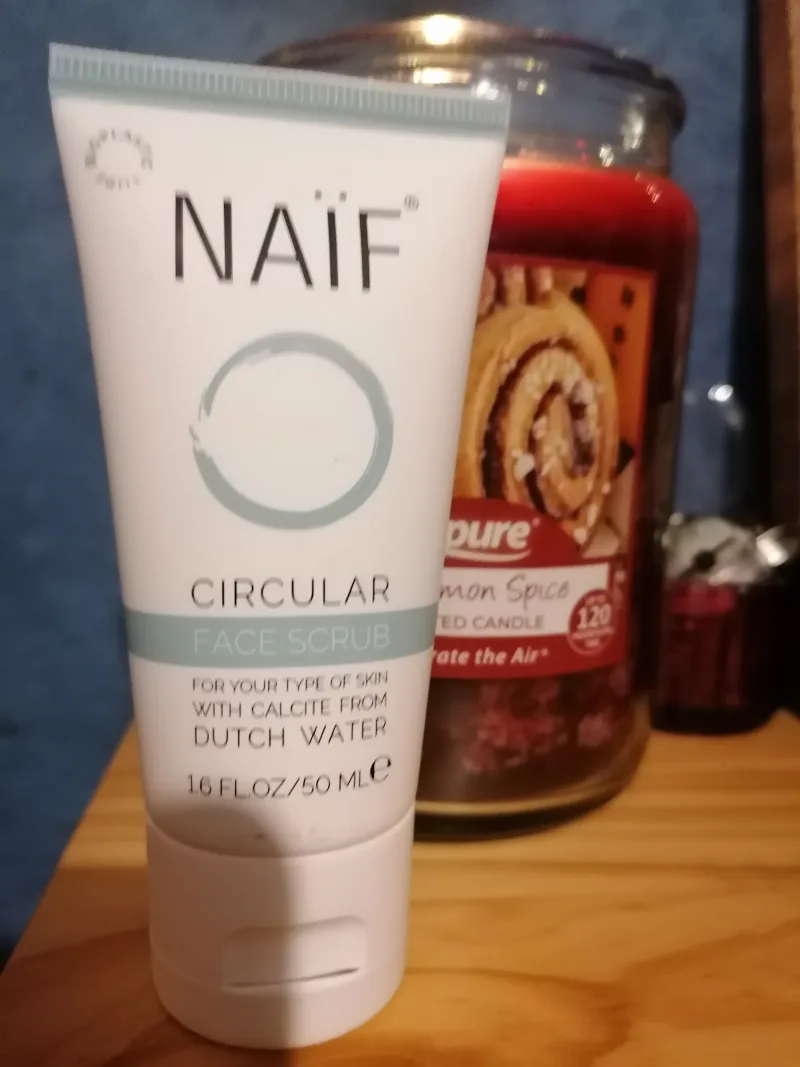 NAÏF®
CIRCULAR
FACE SCRUB
FOR YOUR TYPE OF SKIN
WITH CALCITE FROM
DUTCH WATER
1.6 FL.OZ/50 ML℮
pure®
mon Spice
TED CANDLE
120
rate the Air®